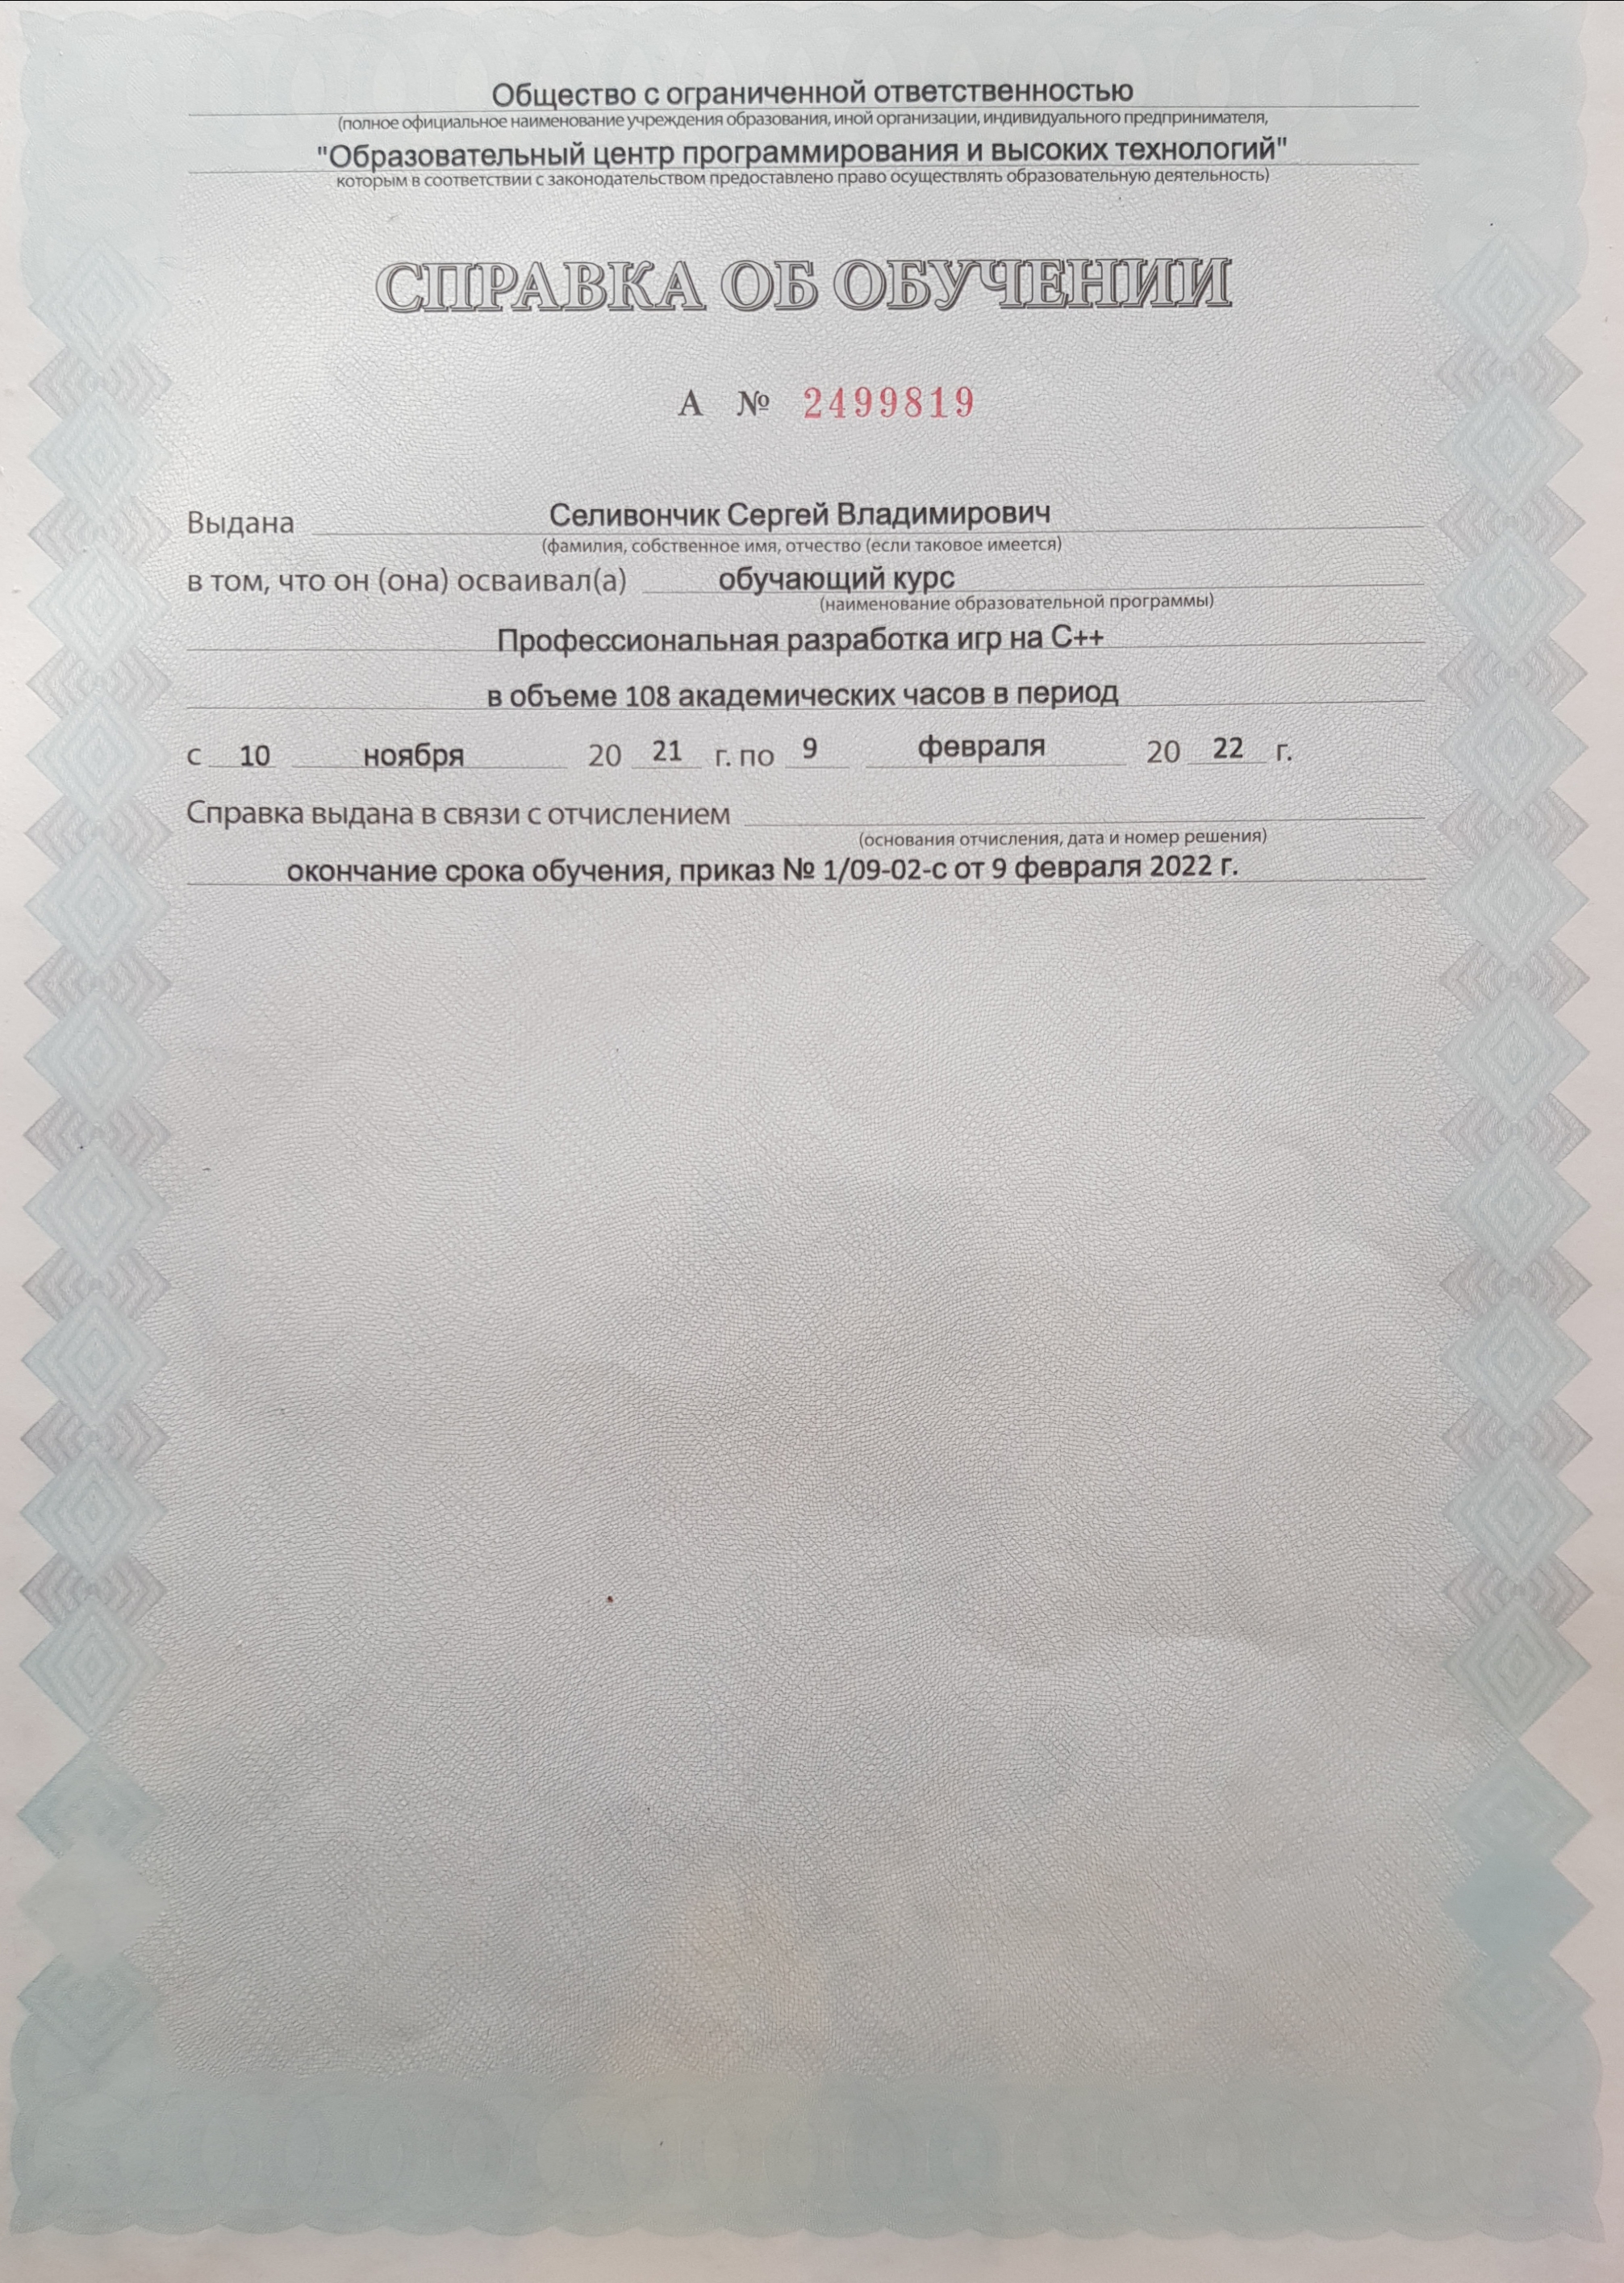 Общество с ограниченной ответственностью
(полное официальное наименование учреждения образования, иной организации, индивидуального предпринимателя,
"Образовательный центр программирования и высоких технологий"
которым в соответствии с законодательством предоставлено право осуществлять образовательную деятельность)
СПРАВКА ОБ ОБУЧЕНИИ
А № 2499819
Выдана Селивончик Сергей Владимирович
(фамилия, собственное имя, отчество (если таковое имеется)
в том, что он (она) осваивал(а) обучающий курс
(наименование образовательной программы)
Профессиональная разработка игр на С++
в объеме 108 академических часов в период
с 10 ноября 20 21 г. по 9 февраля 20 22 г.
Справка выдана в связи с отчислением
(основания отчисления, дата и номер решения)
окончание срока обучения, приказ № 1/09-02-с от 9 февраля 2022 г.